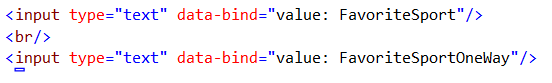 <input type="text" data-bind="value: FavoriteSport"/>
<br/>
<input type="text" data-bind="value: FavoriteSportOneWay"/>